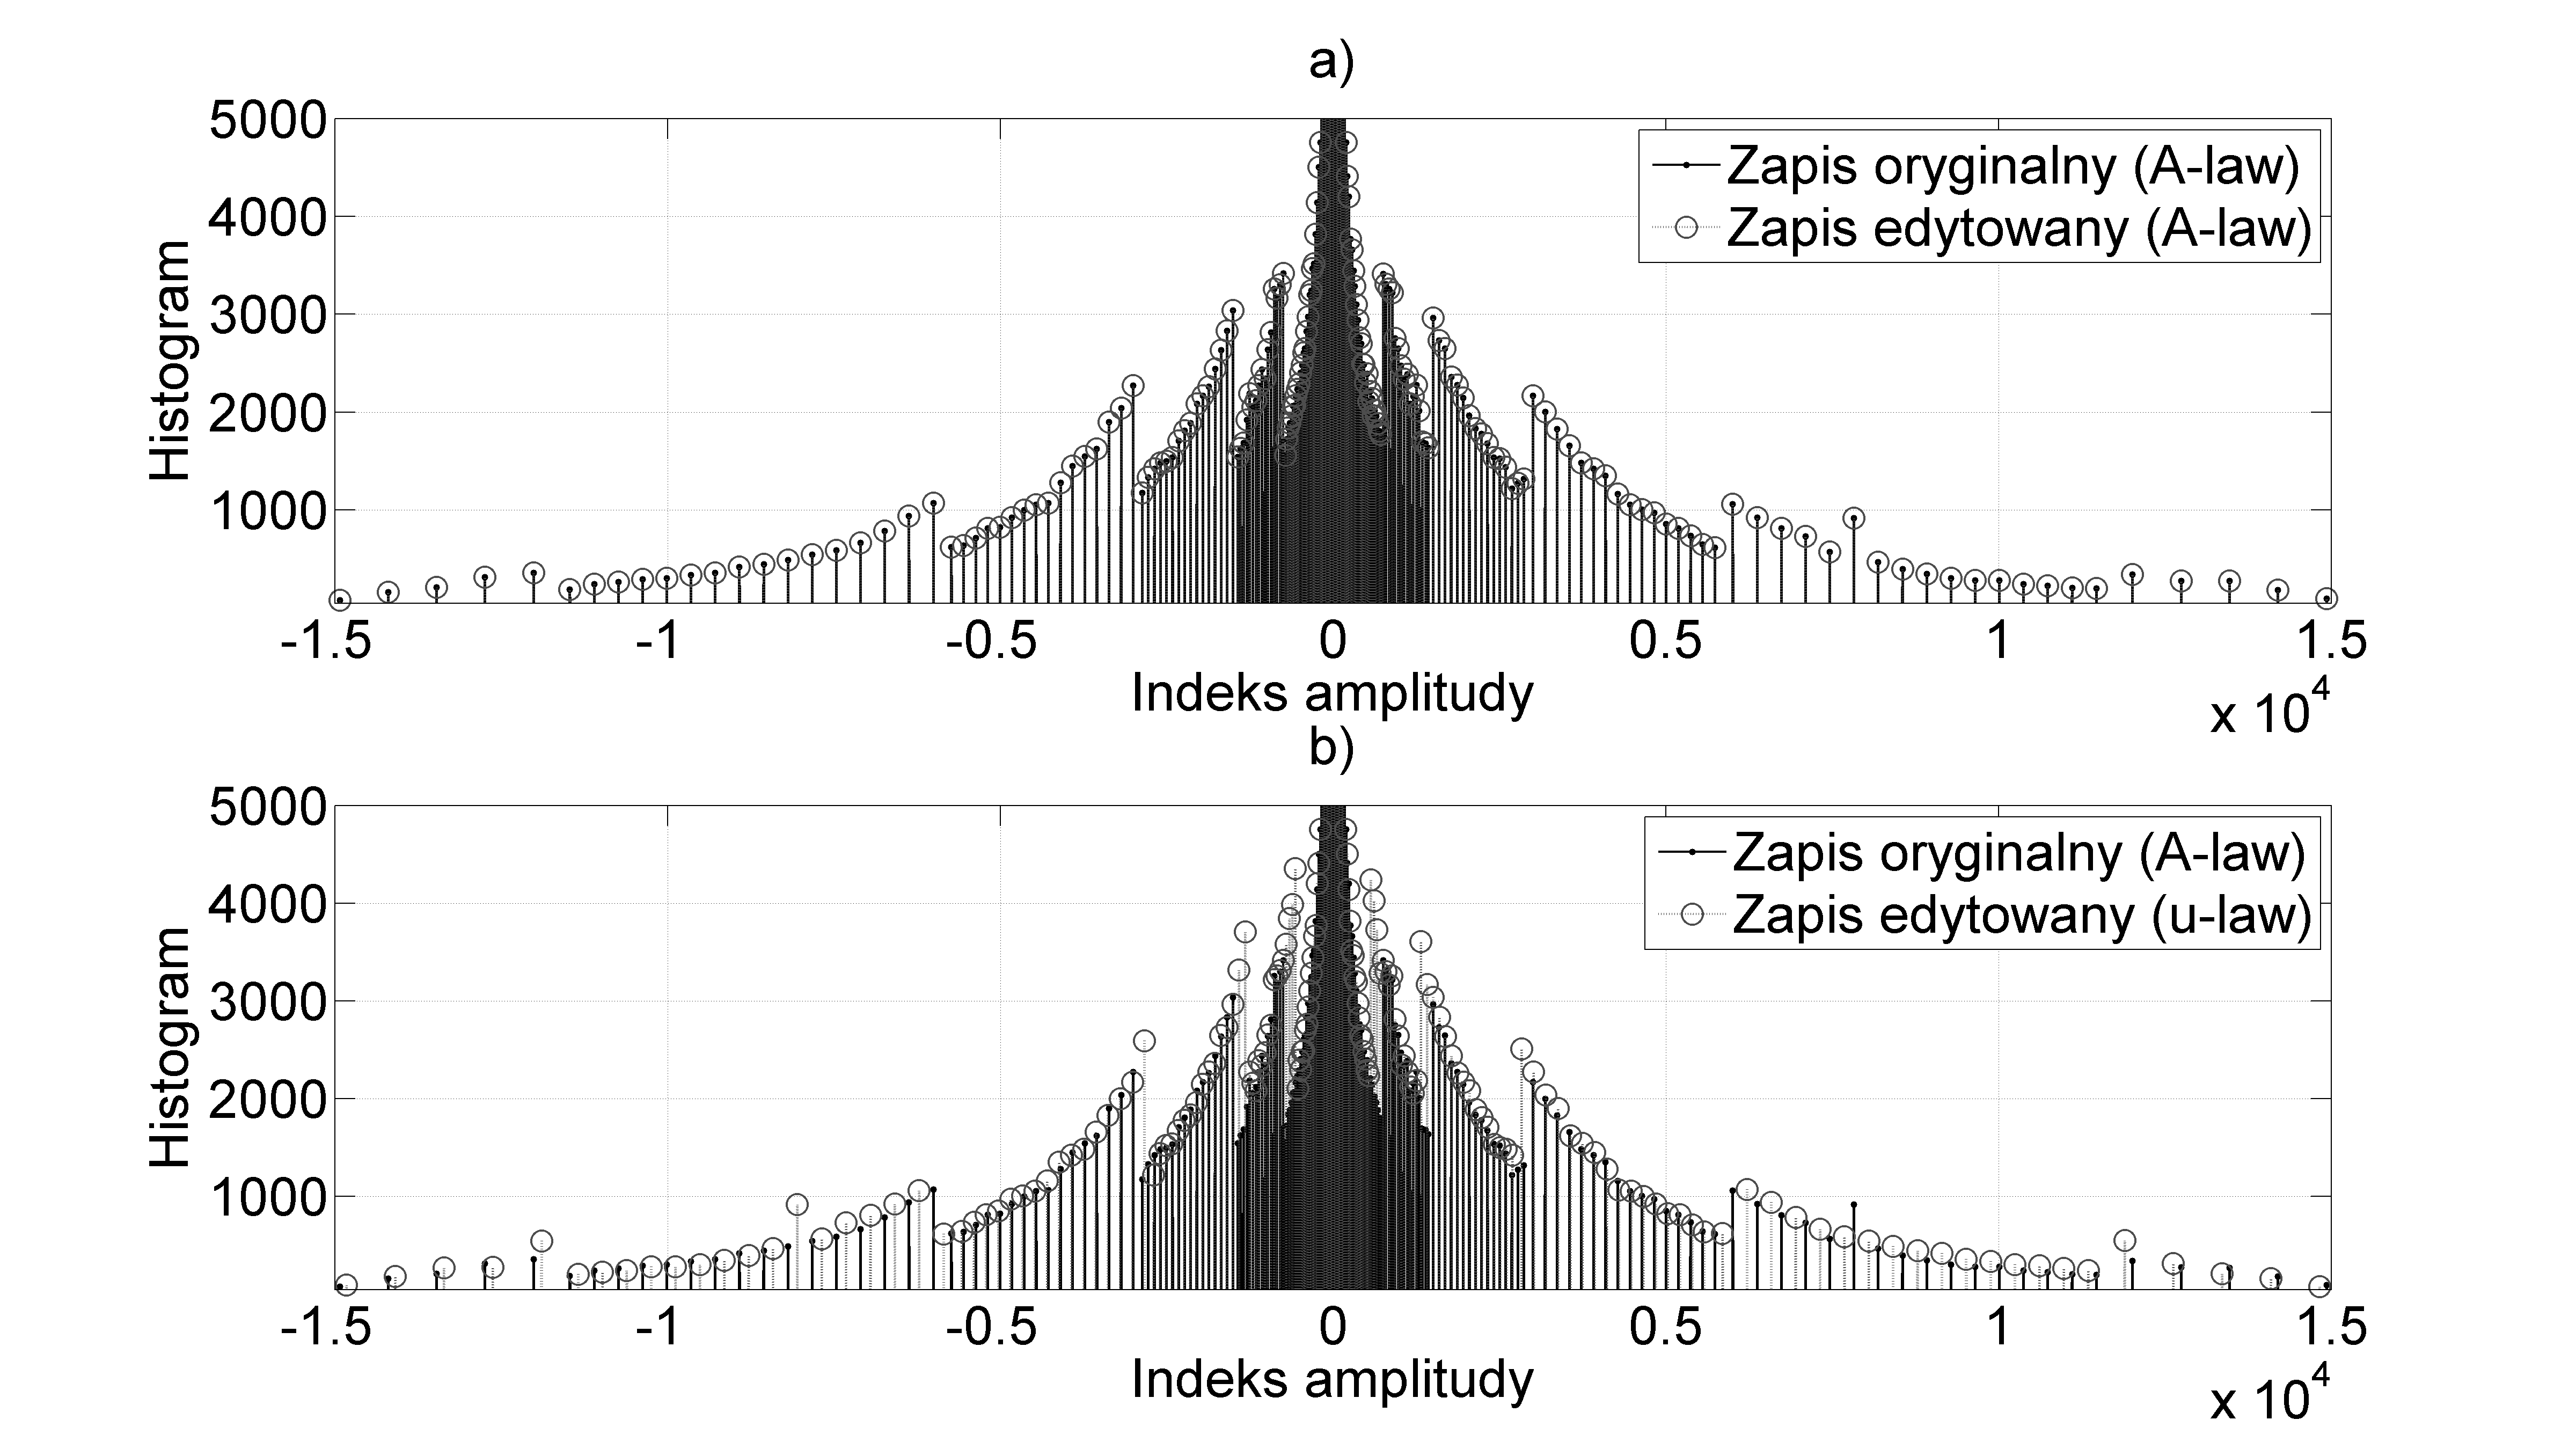 a)
5000
4000
3000
2000
1000
Histogram
Zapis oryginalny (A-law)
Zapis edytowany (A-law)
-1.5 -1 -0.5 0 0.5 1 1.5
Indeks amplitudy
x 10^4
b)
5000
4000
3000
2000
1000
Histogram
Zapis oryginalny (A-law)
Zapis edytowany (u-law)
-1.5 -1 -0.5 0 0.5 1 1.5
Indeks amplitudy
x 10^4